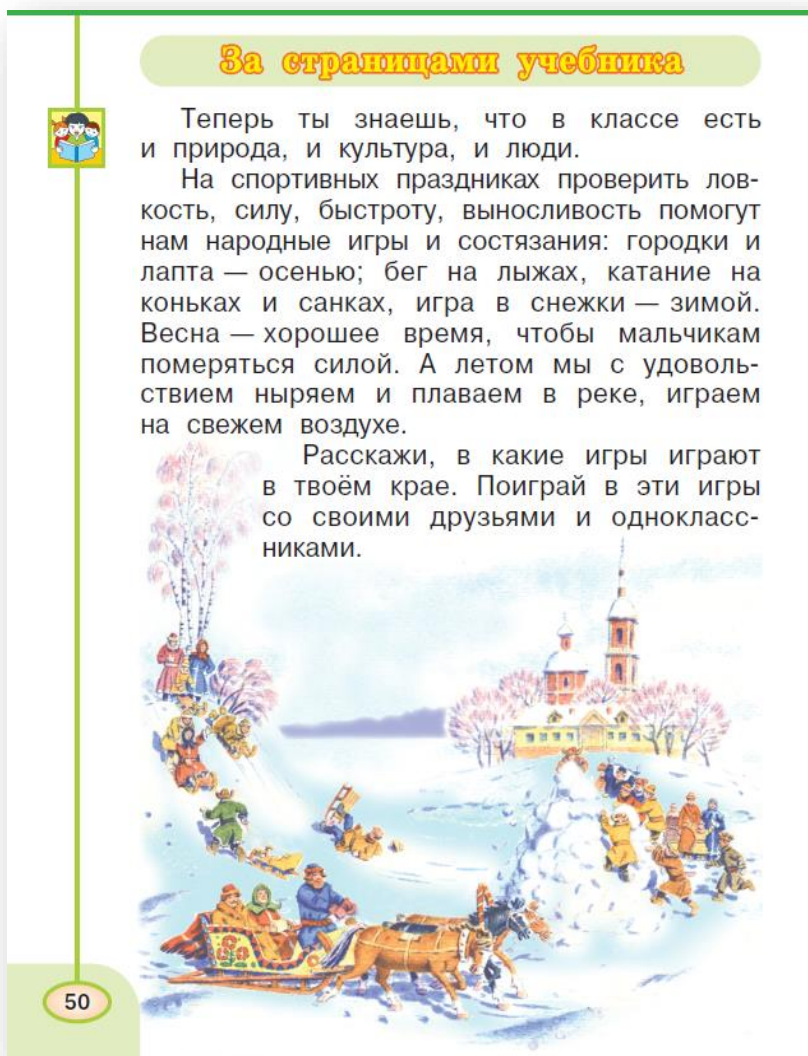 За страницами учебника
Теперь ты знаешь, что в классе есть
и природа, и культура, и люди.
На спортивных праздниках проверить лов-
кость, силу, быстроту, выносливость помогут
нам народные игры и состязания: городки и
лапта — осенью; бег на лыжах, катание на
коньках и санках, игра в снежки — зимой.
Весна — хорошее время, чтобы мальчикам
померяться силой. А летом мы с удоволь-
ствием ныряем и плаваем в реке, играем
на свежем воздухе.
Расскажи, в какие игры играют
в твоём крае. Поиграй в эти игры
со своими друзьями и однокласс-
никами.
50